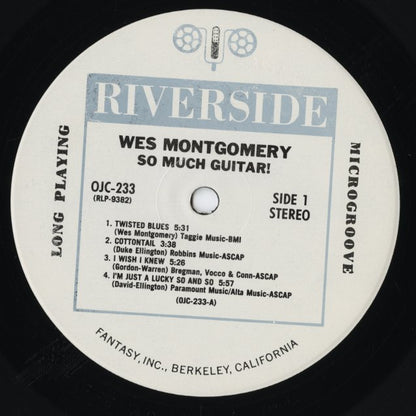 RIVERSIDE
LONG PLAYING
MICROGROOVE
WES MONTGOMERY
SO MUCH GUITAR!
OJC-233
(RLP-9382)
SIDE 1
STEREO
1. TWISTED BLUES 5:31
(Wes Montgomery) Taggie Music-BMI
2. COTTONTAIL 3:38
(Duke Ellington) Robbins Music-ASCAP
3. I WISH I KNEW 5:26
(Gordon-Warren) Bregman, Vocco & Conn-ASCAP
4. I'M JUST A LUCKY SO AND SO 5:57
(David-Ellington) Paramount Music/Alta Music-ASCAP
(OJC-233-A)
FANTASY, INC., BERKELEY, CALIFORNIA